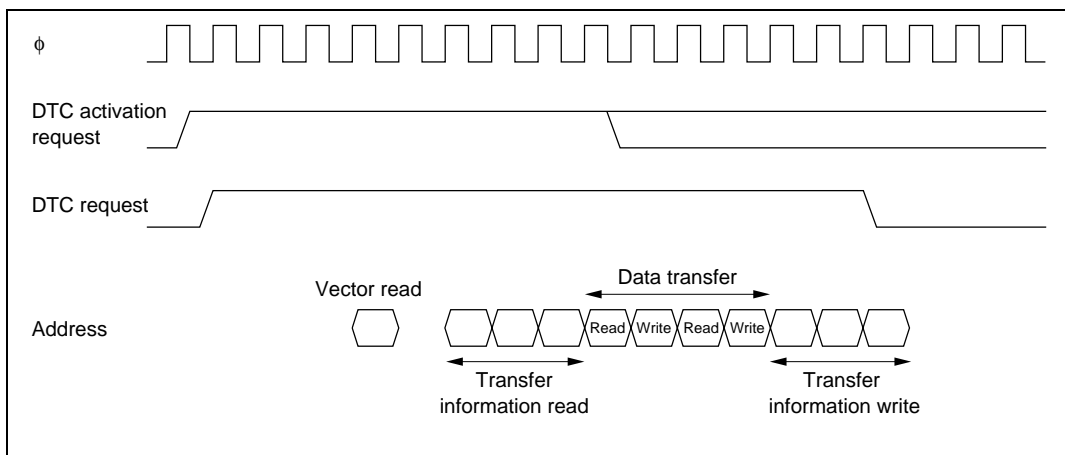 ϕ
DTC activation
request
DTC request
Data transfer
Vector read
Address
Read Write Read Write
Transfer
information read
Transfer
information write